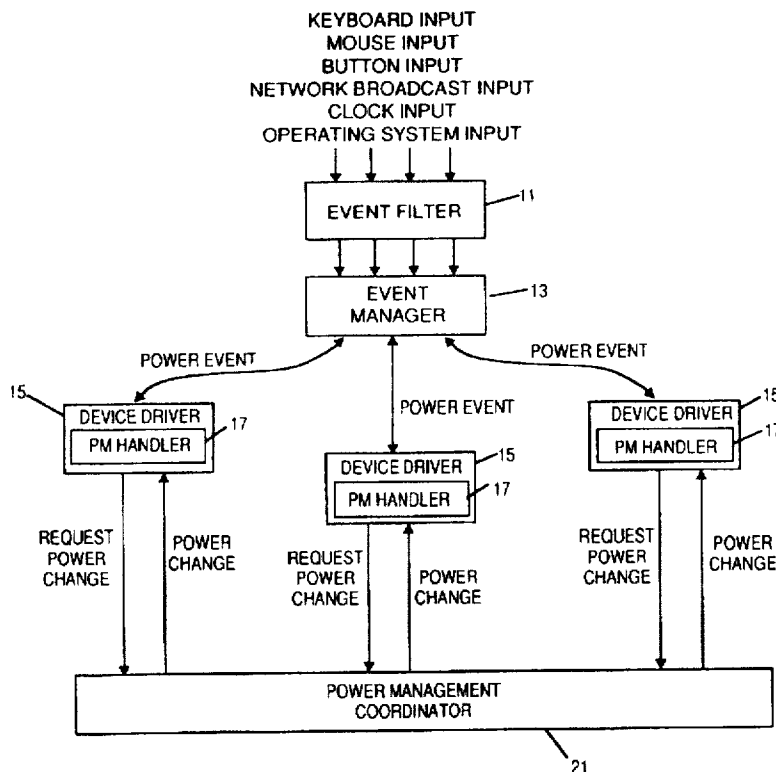 KEYBOARD INPUT
MOUSE INPUT
BUTTON INPUT
NETWORK BROADCAST INPUT
CLOCK INPUT
OPERATING SYSTEM INPUT
EVENT FILTER
11
EVENT
MANAGER
13
POWER EVENT
POWER EVENT
POWER EVENT
15
DEVICE DRIVER
PM HANDLER
17
DEVICE DRIVER
PM HANDLER
15
17
DEVICE DRIVER
PM HANDLER
15
17
REQUEST
POWER
CHANGE
POWER
CHANGE
REQUEST
POWER
CHANGE
POWER
CHANGE
REQUEST
POWER
CHANGE
POWER
CHANGE
POWER MANAGEMENT
COORDINATOR
21